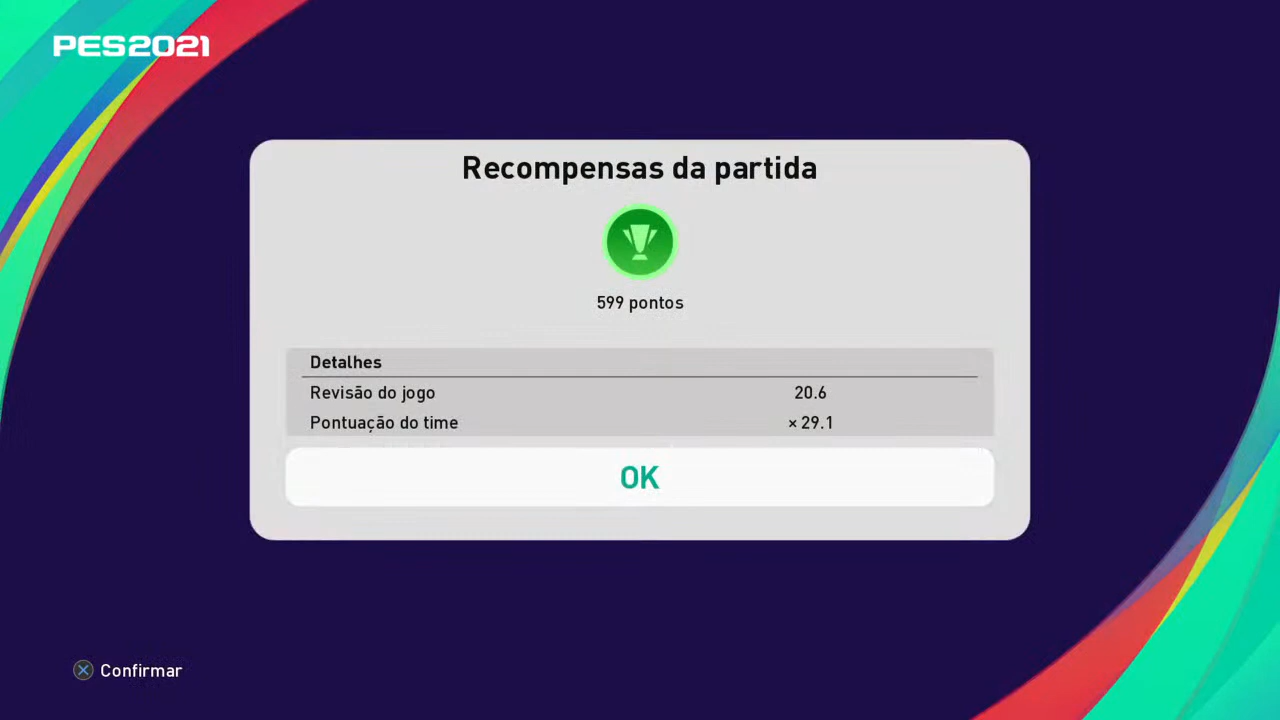 PES2021
Recompensas da partida
599 pontos
Detalhes
Revisão do jogo 20.6
Pontuação do time × 29.1
OK
Confirmar